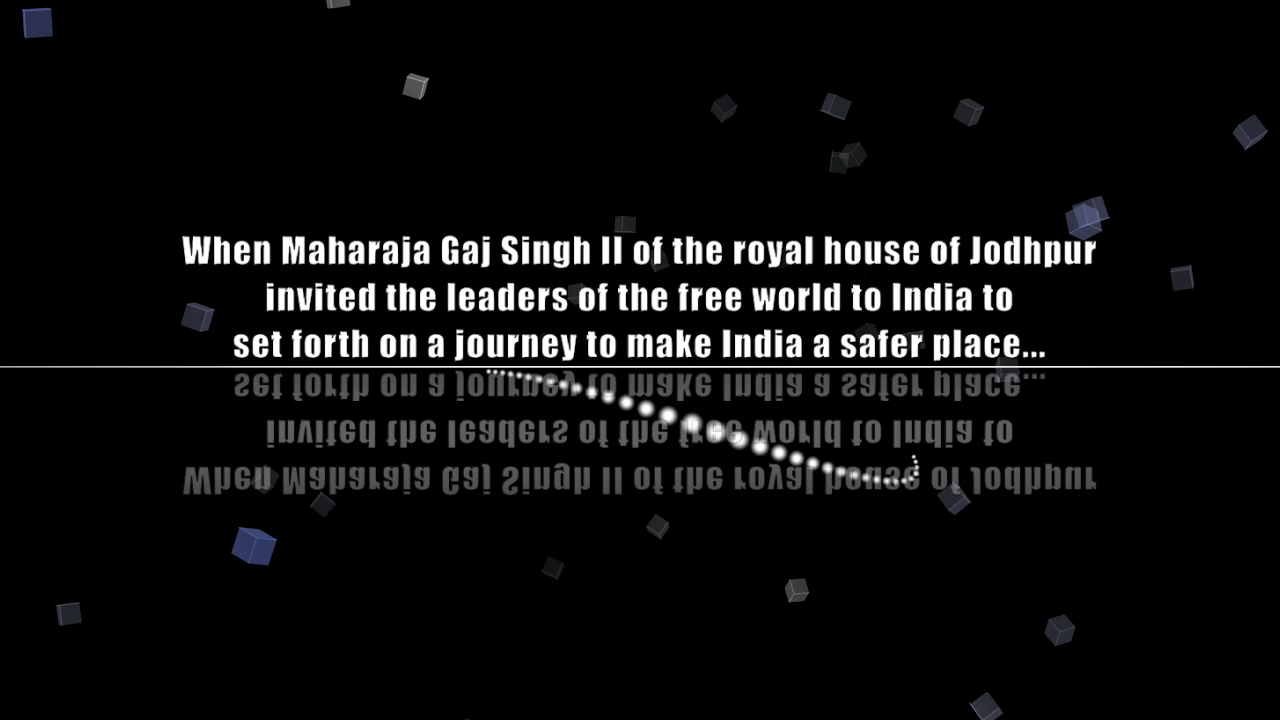 When Maharaja Gaj Singh II of the royal house of Jodhpur
invited the leaders of the free world to India to
set forth on a journey to make India a safer place...